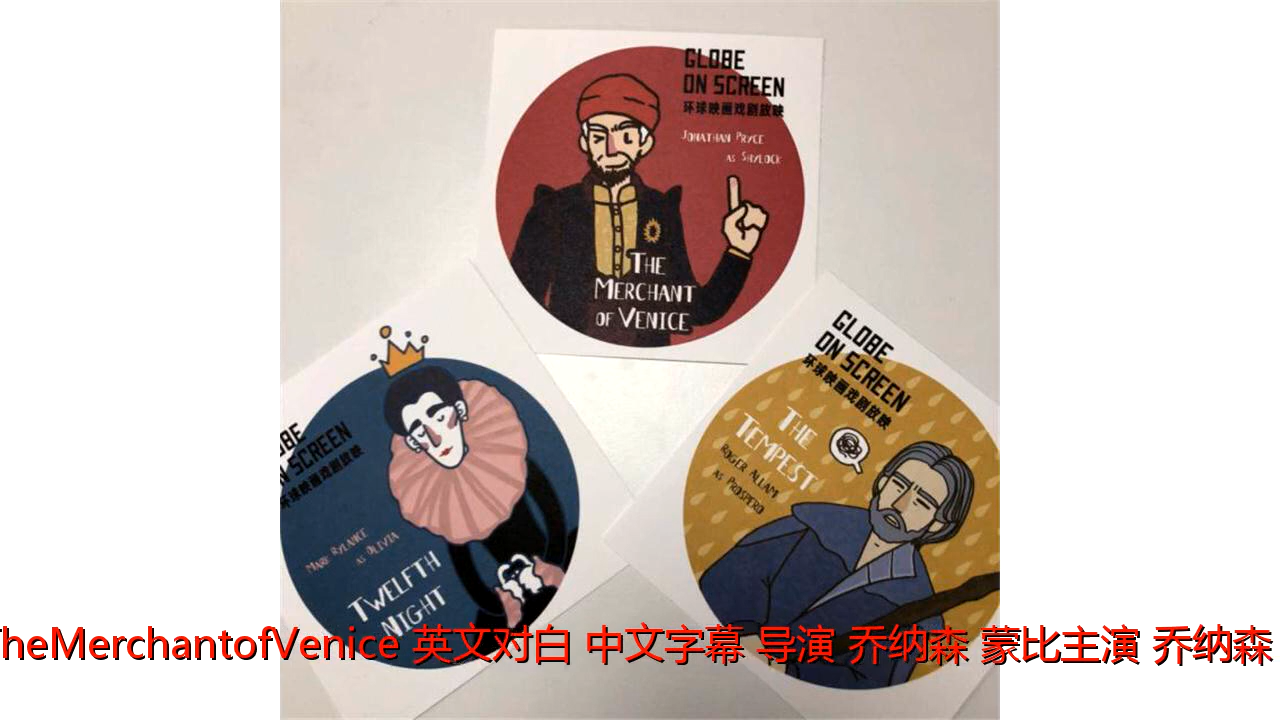 GLOBE
ON SCREEN
环球映画戏剧放映
JONATHAN PRYCE
AS SHYLOCK
THE
MERCHANT
OF VENICE
OBE
N SCREEN
环球映画戏剧放映
MARK RYLANCE
AS OLIVIA
TWELFTH
NIGHT
GLOBE
ON SCREEN
环球映画戏剧放映
THE
TEMPEST
ROGER ALLAM
AS PROSPERO
heMerchantofVenice 英文对白 中文字幕 导演 乔纳森 蒙比主演 乔纳森